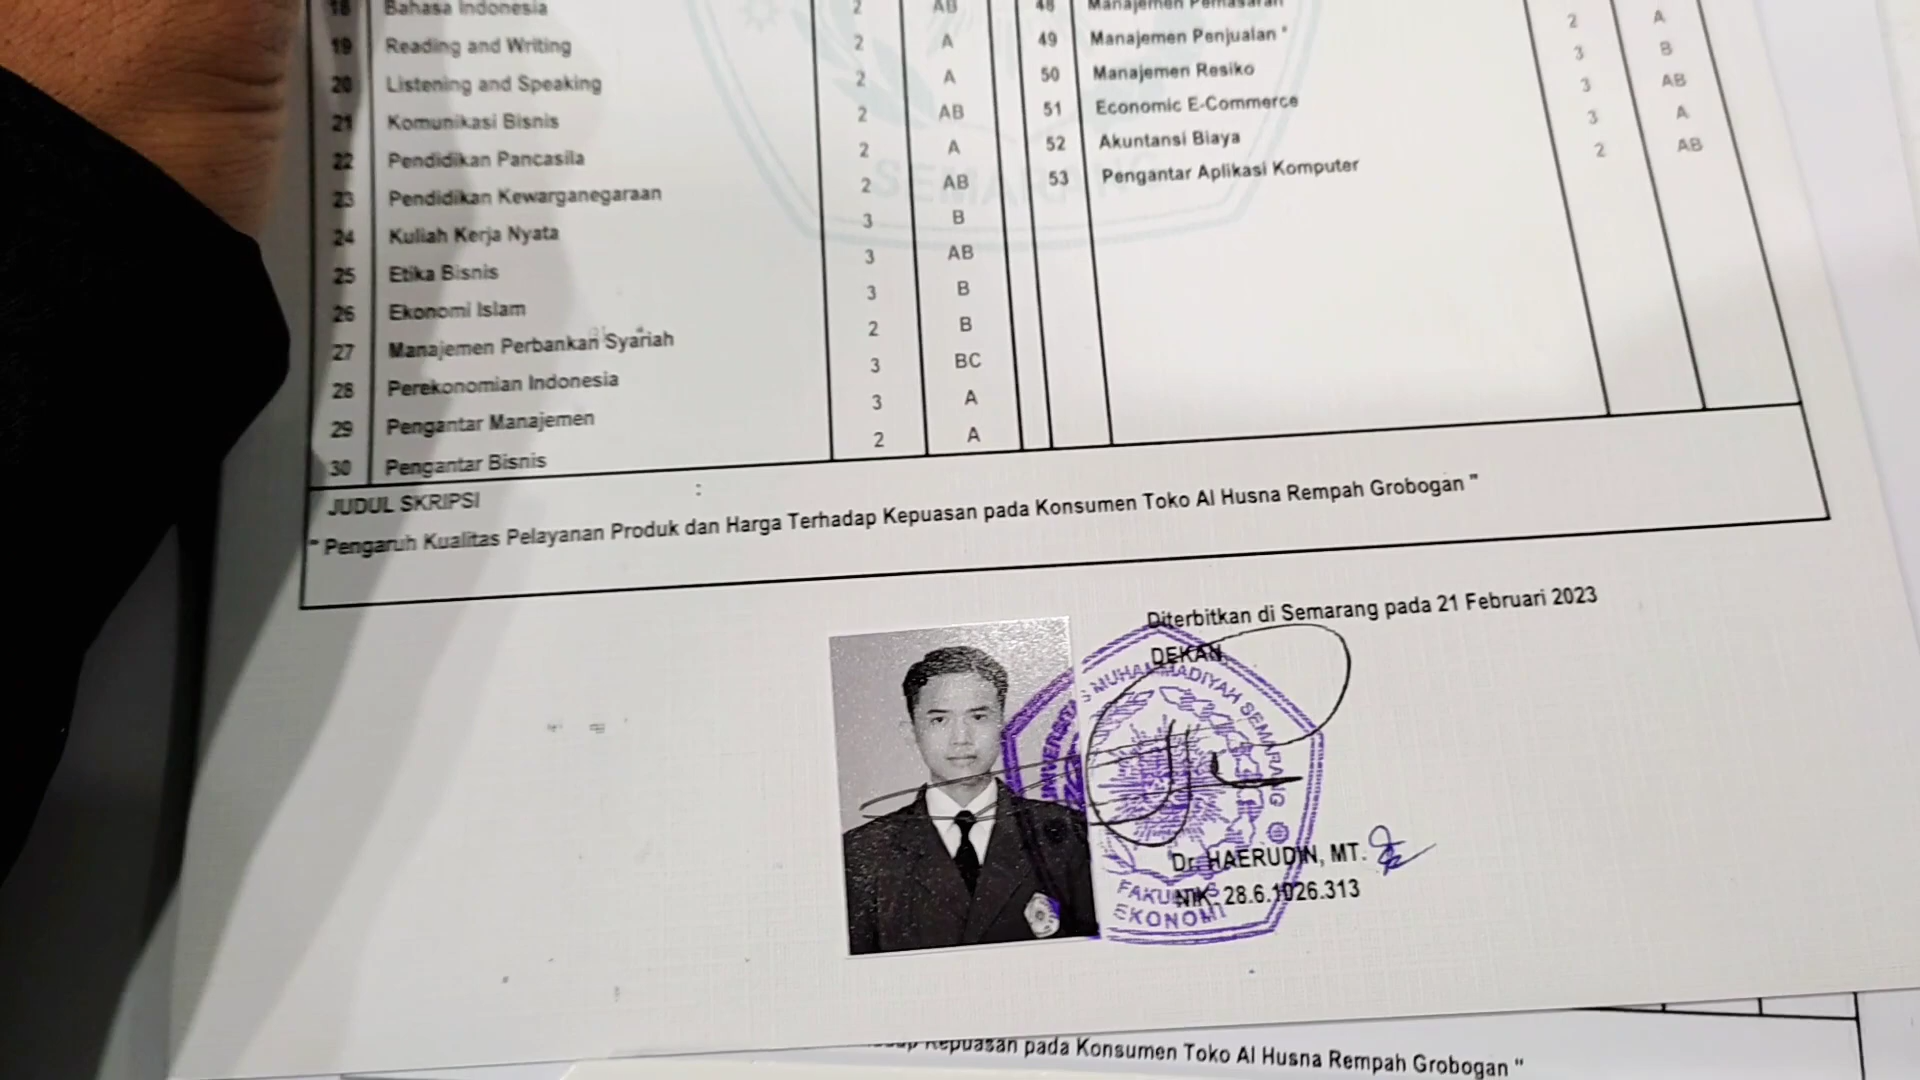 18 Bahasa Indonesia 2 AB
19 Reading and Writing 2 A
20 Listening and Speaking 2 A
21 Komunikasi Bisnis 2 AB
22 Pendidikan Pancasila 2 A
23 Pendidikan Kewarganegaraan 2 AB
24 Kuliah Kerja Nyata 3 B
25 Etika Bisnis 3 AB
26 Ekonomi Islam 3 B
27 Manajemen Perbankan Syariah 2 B
28 Perekonomian Indonesia 3 BC
29 Pengantar Manajemen 3 A
30 Pengantar Bisnis 2 A
48 Manajemen Pemasaran
49 Manajemen Penjualan * 2 A
50 Manajemen Resiko 3 B
51 Economic E-Commerce 3 AB
52 Akuntansi Biaya 3 A
53 Pengantar Aplikasi Komputer 2 AB
SEMARANG
JUDUL SKRIPSI :
" Pengaruh Kualitas Pelayanan Produk dan Harga Terhadap Kepuasan pada Konsumen Toko Al Husna Rempah Grobogan "
Diterbitkan di Semarang pada 21 Februari 2023
DEKAN
UNIVERSITAS MUHAMMADIYAH SEMARANG
Dr. HAERUDIN, MT.
NIK. 28.6.1026.313
FAKULTAS
EKONOMI
Kepuasan pada Konsumen Toko Al Husna Rempah Grobogan "